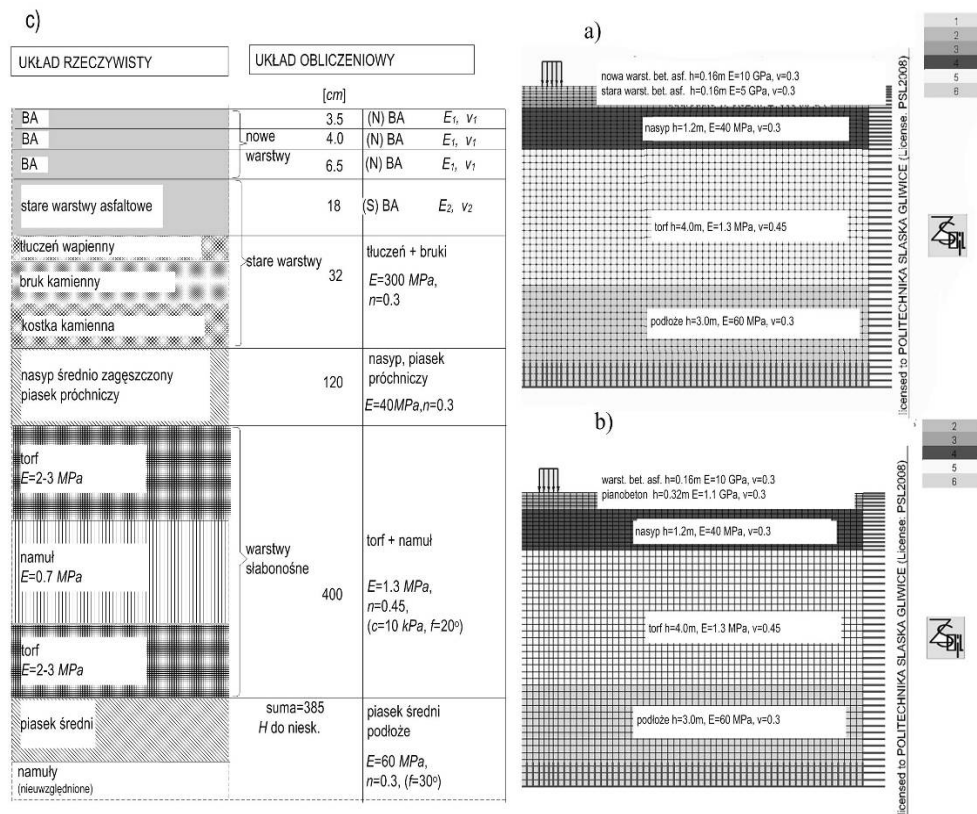 c)
UKŁAD RZECZYWISTY
UKŁAD OBLICZENIOWY
[cm]
BA
3.5
(N) BA
E1, v1
BA
nowe
4.0
(N) BA
E1, v1
warstwy
BA
6.5
(N) BA
E1, v1
stare warstwy asfaltowe
18
(S) BA
E2, v2
tłuczeń wapienny
stare warstwy
tłuczeń + bruki
bruk kamienny
32
E=300 MPa,
n=0.3
kostka kamienna
nasyp średnio zagęszczony
piasek próchniczy
120
nasyp, piasek
próchniczy
E=40MPa,n=0.3
torf
E=2-3 MPa
namuł
E=0.7 MPa
torf
E=2-3 MPa
warstwy
słabonośne
400
torf + namuł
E=1.3 MPa,
n=0.45,
(c=10 kPa, f=20º)
piasek średni
suma=385
H do niesk.
piasek średni
podłoże
E=60 MPa,
n=0.3, (f=30º)
namuły
(nieuwzględnione)
a)
nowa warst. bet. asf. h=0.16m E=10 GPa, v=0.3
stara warst. bet. asf. h=0.16m E=5 GPa, v=0.3
nasyp h=1.2m, E=40 MPa, v=0.3
torf h=4.0m, E=1.3 MPa, v=0.45
podłoże h=3.0m, E=60 MPa, v=0.3
licensed to POLITECHNIKA SLASKA GLIWICE (License. PSL2008)
1
2
3
4
5
6
b)
warst. bet. asf. h=0.16m E=10 GPa, v=0.3
pianobeton h=0.32m E=1.1 GPa, v=0.3
nasyp h=1.2m, E=40 MPa, v=0.3
torf h=4.0m, E=1.3 MPa, v=0.45
podłoże h=3.0m, E=60 MPa, v=0.3
licensed to POLITECHNIKA SLASKA GLIWICE (License. PSL2008)
2
3
4
5
6